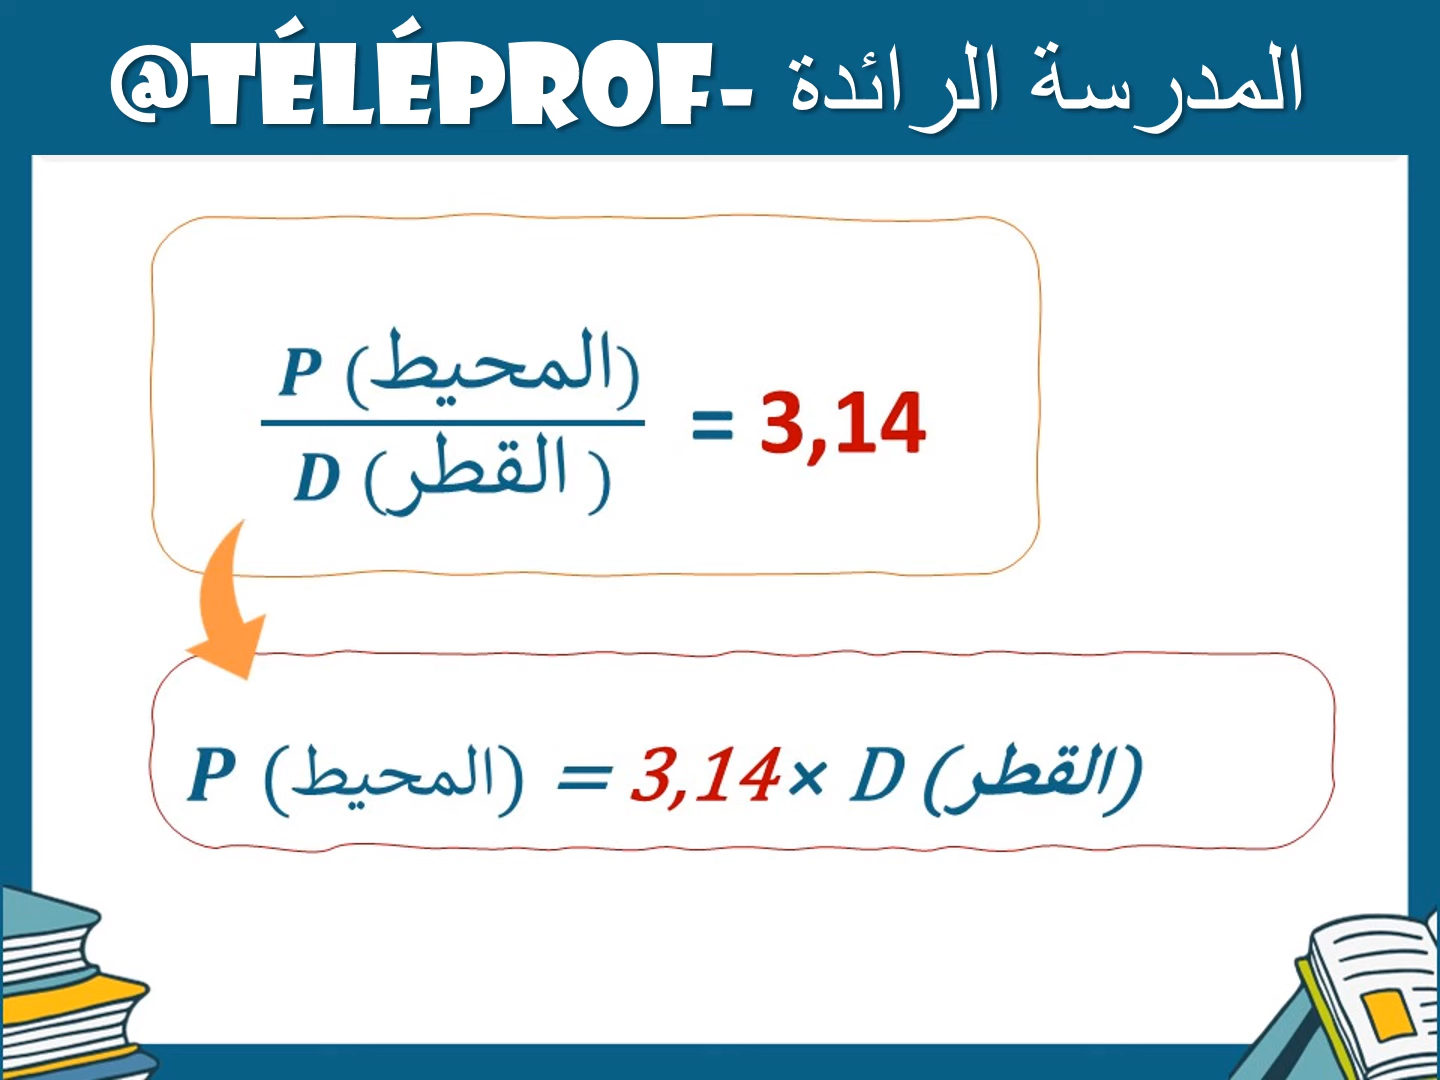 @TÉLÉPROF- المدرسة الرائدة
P (المحيط)
D (القطر )
= 3,14
P (المحيط) = 3,14× D (القطر)